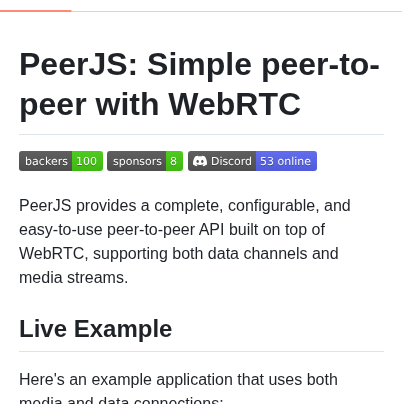 PeerJS: Simple peer-to-
peer with WebRTC
backers 100 sponsors 8 Discord 53 online
PeerJS provides a complete, configurable, and
easy-to-use peer-to-peer API built on top of
WebRTC, supporting both data channels and
media streams.
Live Example
Here's an example application that uses both
media and data connections: